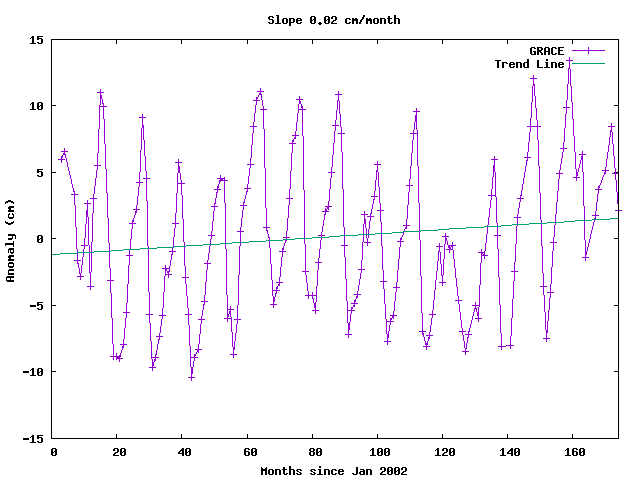 Slope 0.02 cm/month
GRACE
Trend Line
15
10
5
0
-5
-10
-15
Anomaly (cm)
0 20 40 60 80 100 120 140 160
Months since Jan 2002